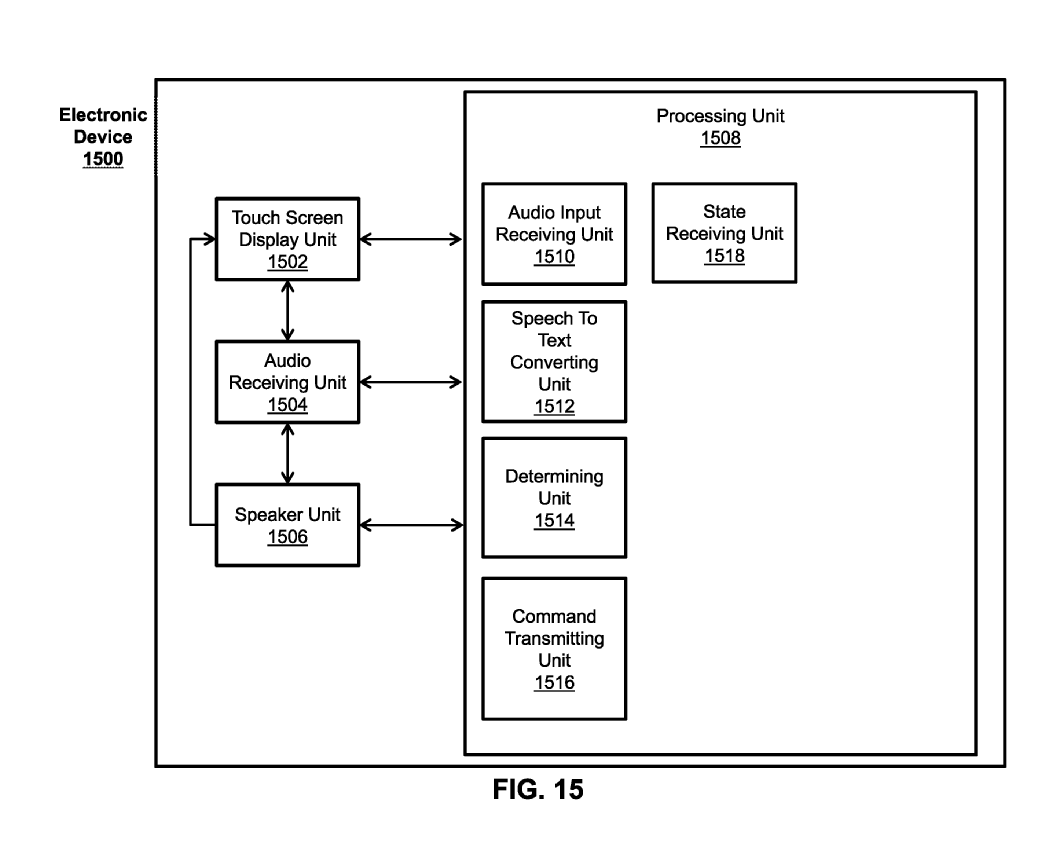 Electronic
Device
1500
Processing Unit
1508
Touch Screen
Display Unit
1502
Audio
Receiving Unit
1504
Speaker Unit
1506
Audio Input
Receiving Unit
1510
State
Receiving Unit
1518
Speech To
Text
Converting
Unit
1512
Determining
Unit
1514
Command
Transmitting
Unit
1516
FIG. 15